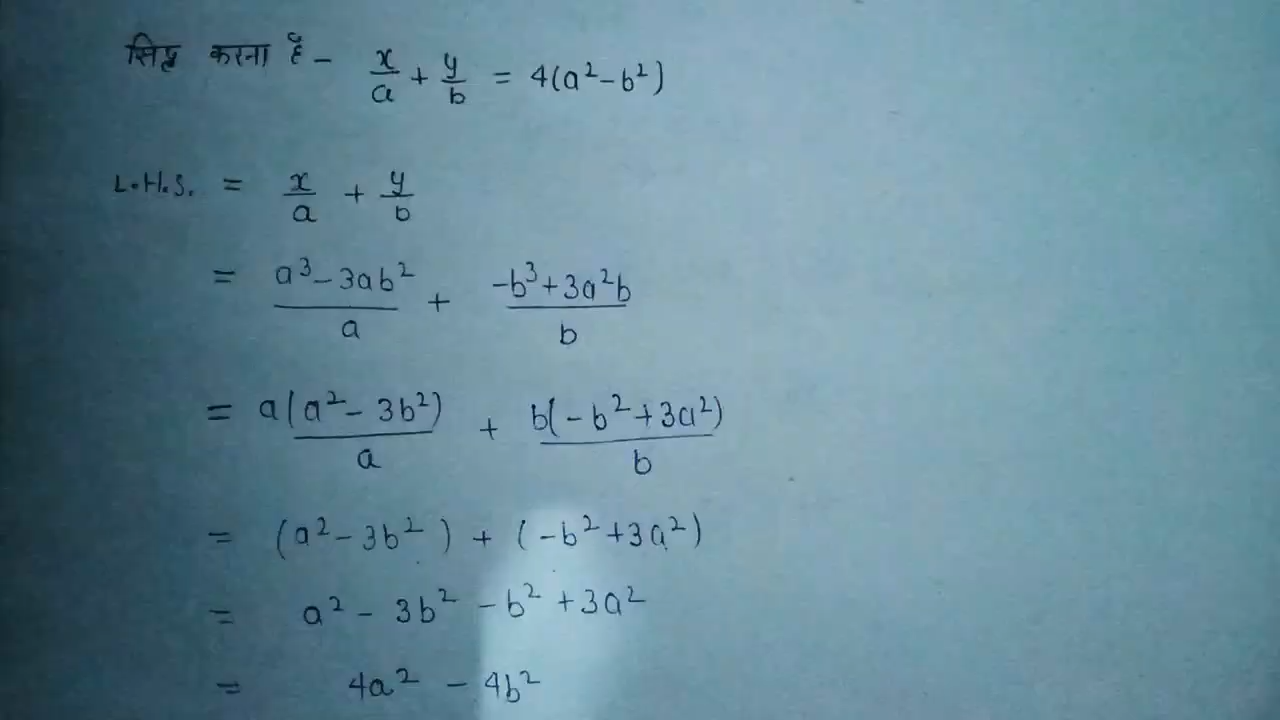 सिद्ध करना है - x/a + y/b = 4(a² - b²)
L.H.S. = x/a + y/b
= (a³ - 3ab²)/a + (-b³ + 3a²b)/b
= a(a² - 3b²)/a + b(-b² + 3a²)/b
= (a² - 3b²) + (-b² + 3a²)
= a² - 3b² - b² + 3a²
= 4a² - 4b²